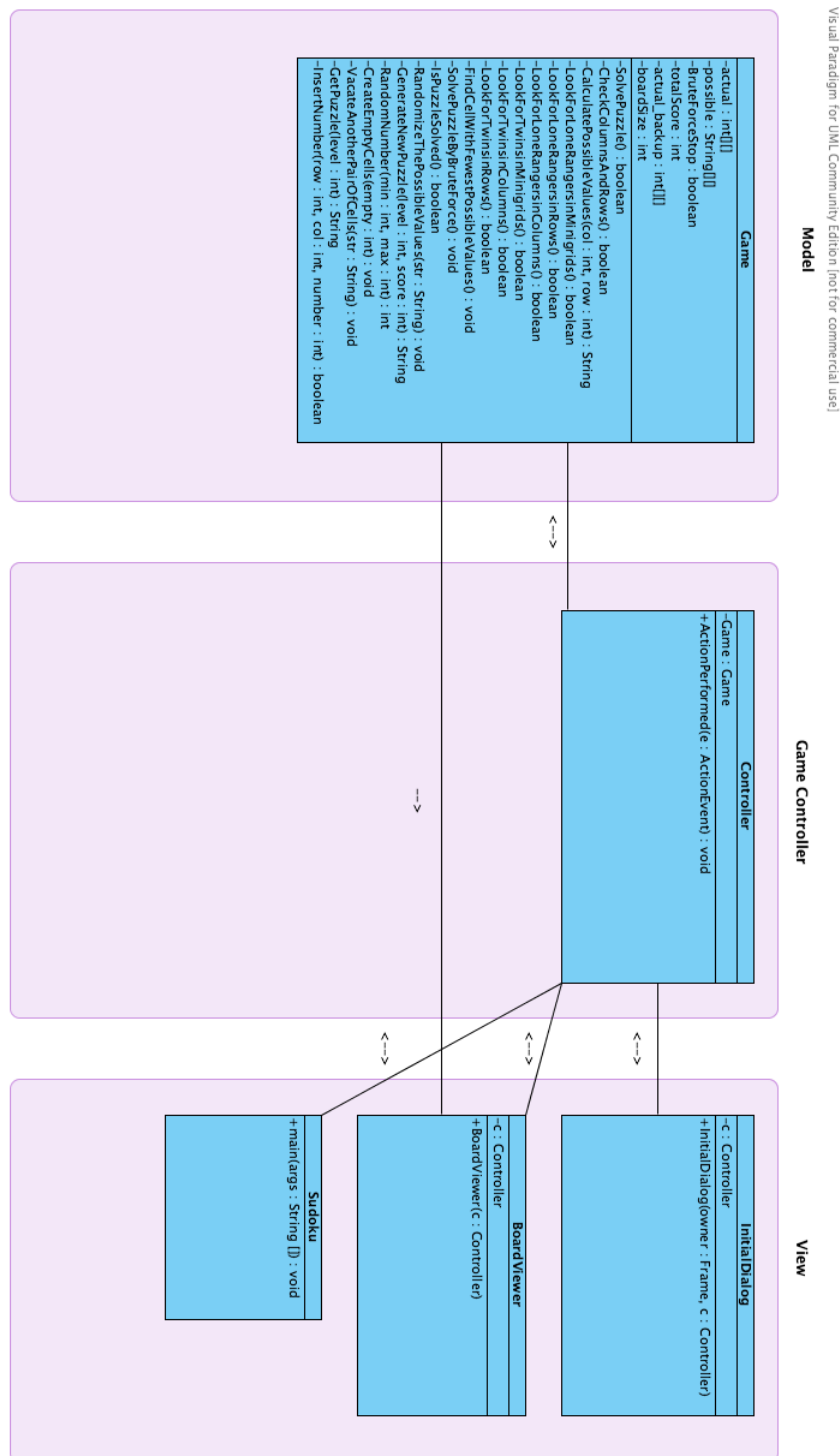 Visual Paradigm for UML Community Edition [not for commercial use]
Model
Game
-actual : int[][]
-possible : String[][]
-BruteForceStop : boolean
-totalScore : int
-actual_backup : int[][]
-boardSize : int
-SolvePuzzle() : boolean
-CheckColumnsAndRows() : boolean
-CalculatePossibleValues(col : int, row : int) : String
-LookForLoneRangersinMinigrids() : boolean
-LookForLoneRangersinRows() : boolean
-LookForLoneRangersinColumns() : boolean
-LookForTwinsinMinigrids() : boolean
-LookForTwinsinColumns() : boolean
-LookForTwinsinRows() : boolean
-FindCellWithFewestPossibleValues() : void
-SolvePuzzleByBruteForce() : void
-IsPuzzleSolved() : boolean
-RandomizeThePossibleValues(str : String) : void
-GenerateNewPuzzle(level : int, score : int) : String
-RandomNumber(min : int, max : int) : int
-CreateEmptyCells(empty : int) : void
-VacateAnotherPairOfCells(str : String) : void
-GetPuzzle(level : int) : String
-InsertNumber(row : int, col : int, number : int) : boolean
<-->
Game Controller
Controller
-Game : Game
+ActionPerformed(e : ActionEvent) : void
-->
<-->
<-->
<-->
View
InitialDialog
-c : Controller
+InitialDialog(owner : Frame, c : Controller)
BoardViewer
-c : Controller
+BoardViewer(c : Controller)
Sudoku
+main(args : String []) : void